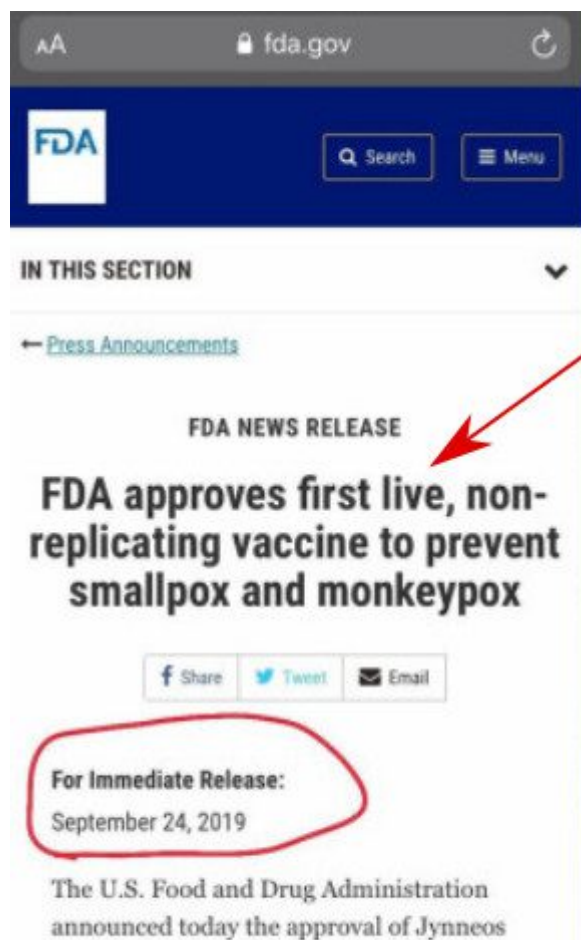 AA fda.gov
FDA
Search Menu
IN THIS SECTION
Press Announcements
FDA NEWS RELEASE
FDA approves first live, non-
replicating vaccine to prevent
smallpox and monkeypox
Share Tweet Email
For Immediate Release:
September 24, 2019
The U.S. Food and Drug Administration
announced today the approval of Jynneos